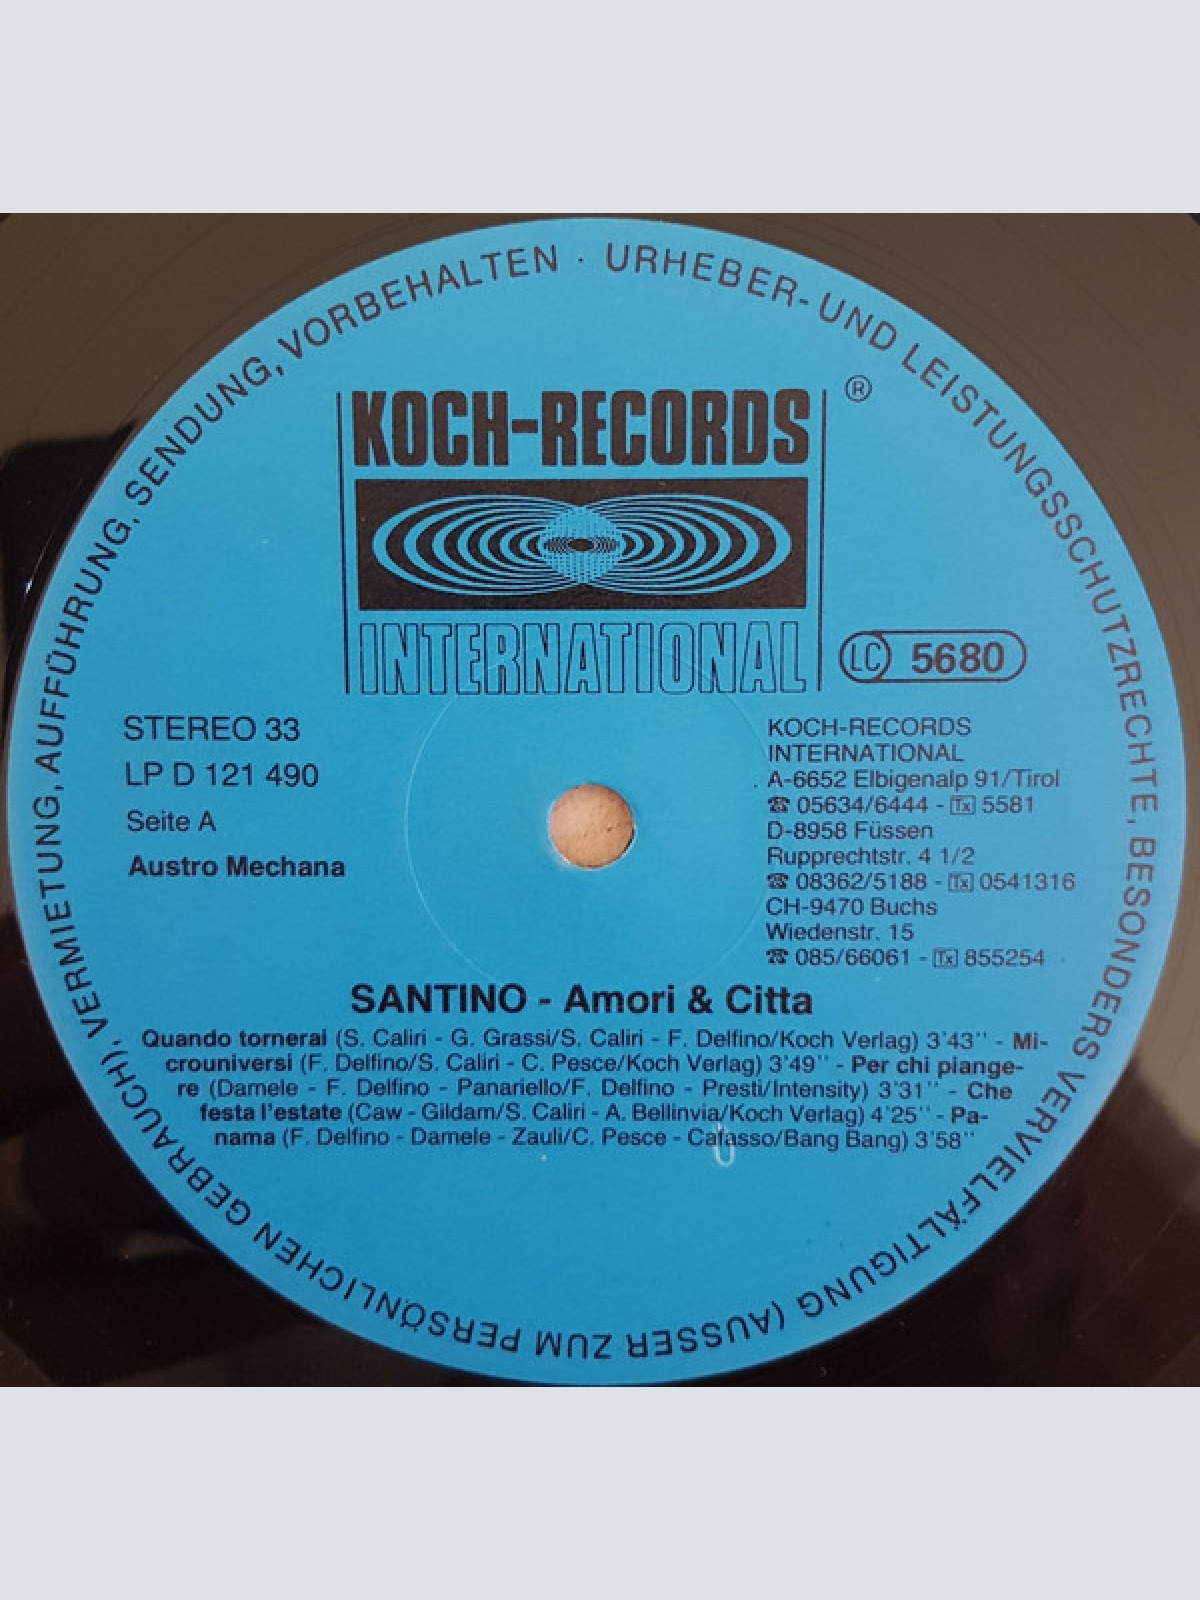 URHEBER- UND LEISTUNGSSCHUTZRECHTE, BESONDERS VERVIELFÄLTIGUNG (AUSSER ZUM PERSÖNLICHEN GEBRAUCH), VERMIETUNG, AUFFÜHRUNG, SENDUNG, VORBEHALTEN ·
KOCH-RECORDS ®
INTERNATIONAL
LC 5680
STEREO 33
LP D 121 490
Seite A
Austro Mechana
KOCH-RECORDS
INTERNATIONAL
A-6652 Elbigenalp 91/Tirol
☎ 05634/6444 - Tx 5581
D-8958 Füssen
Rupprechtstr. 4 1/2
☎ 08362/5188 - Tx 0541316
CH-9470 Buchs
Wiedenstr. 15
☎ 085/66061 - Tx 855254
SANTINO - Amori & Citta
Quando tornerai (S. Caliri - G. Grassi/S. Caliri - F. Delfino/Koch Verlag) 3'43'' - Mi-
crouniversi (F. Delfino/S. Caliri - C. Pesce/Koch Verlag) 3'49'' - Per chi piange-
re (Damele - F. Delfino - Panariello/F. Delfino - Presti/Intensity) 3'31'' - Che
festa l'estate (Caw - Gildam/S. Caliri - A. Bellinvia/Koch Verlag) 4'25'' - Pa-
nama (F. Delfino - Damele - Zauli/C. Pesce - Cafasso/Bang Bang) 3'58''